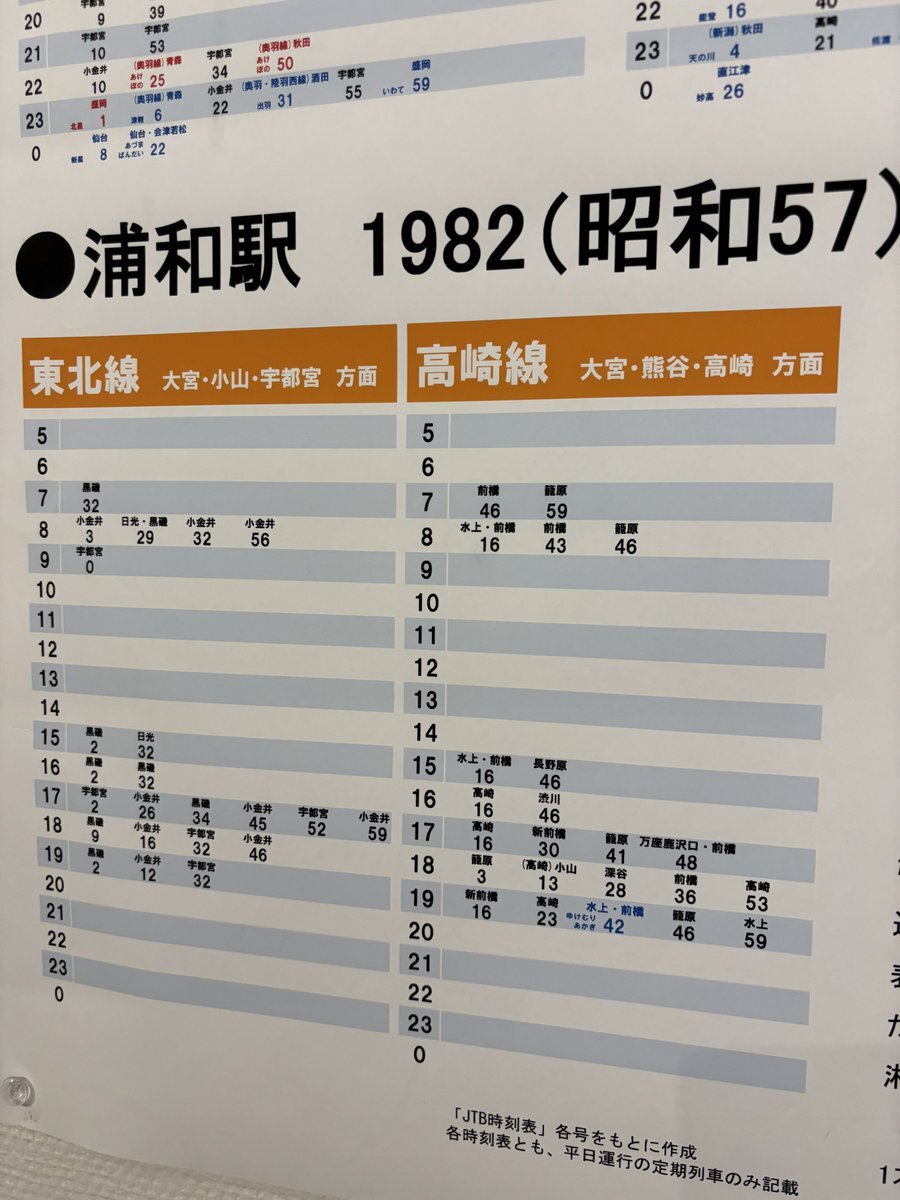 20 宇都宮 9 39
21 宇都宮 10 宇都宮 53
22 小金井 10 (奥羽線)青森 あけぼの 25 宇都宮 34 (奥羽線)秋田 あけぼの 50
23 盛岡 北星 1 (奥羽線)青森 津軽 6 小金井 22 (奥羽・陸羽西線)酒田 出羽 31 宇都宮 55 盛岡 いわて 59
0 仙台 新星 8 仙台・会津若松 あづま ばんだい 22
22 能登 16 40
23 (新潟)秋田 天の川 4 高崎 21 佐渡
0 直江津 妙高 26
●浦和駅 1982(昭和57)
東北線 大宮・小山・宇都宮 方面
5
6
7 黒磯 32
8 小金井 3 日光・黒磯 29 小金井 32 小金井 56
9 宇都宮 0
10
11
12
13
14
15 黒磯 2 日光 32
16 黒磯 2 黒磯 32
17 宇都宮 2 小金井 26 黒磯 34 小金井 45 宇都宮 52 小金井 59
18 黒磯 9 小金井 16 宇都宮 32 小金井 46
19 黒磯 2 小金井 12 宇都宮 32
20
21
22
23
0
高崎線 大宮・熊谷・高崎 方面
5
6
7 前橋 46 籠原 59
8 水上・前橋 16 前橋 43 籠原 46
9
10
11
12
13
14
15 水上・前橋 16 長野原 46
16 高崎 16 渋川 46
17 高崎 16 新前橋 30 籠原 41 万座鹿沢口・前橋 48
18 籠原 3 (高崎)小山 13 深谷 28 前橋 36 高崎 53
19 新前橋 16 高崎 23 水上・前橋 ゆけむり あかぎ 42 籠原 46 水上 59
20
21
22
23
0
「JTB時刻表」各号をもとに作成
各時刻表とも、平日運行の定期列車のみ記載